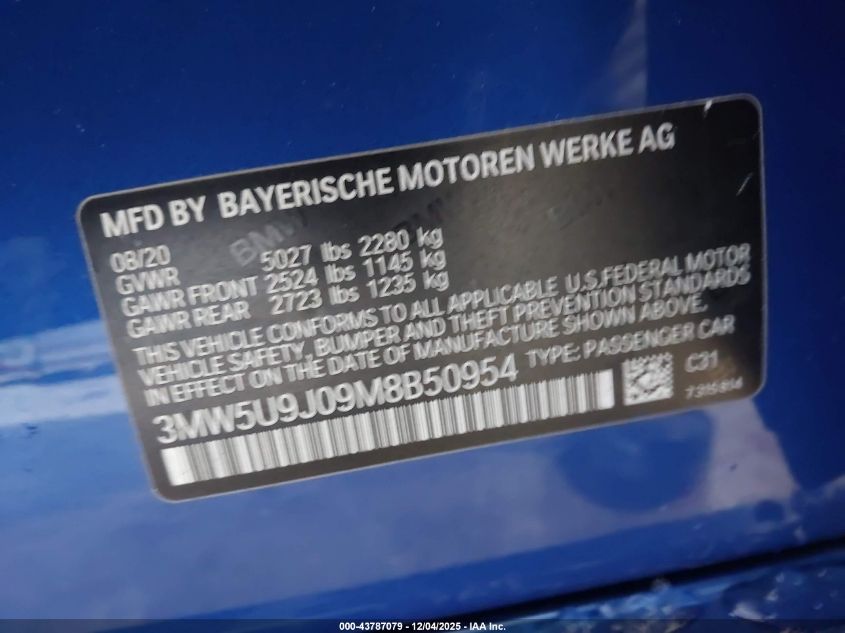 MFD BY BAYERISCHE MOTOREN WERKE AG
08/20
GVWR 5027 lbs 2280 kg
GAWR FRONT 2524 lbs 1145 kg
GAWR REAR 2723 lbs 1235 kg
THIS VEHICLE CONFORMS TO ALL APPLICABLE U.S.FEDERAL MOTOR
VEHICLE SAFETY, BUMPER AND THEFT PREVENTION STANDARDS
IN EFFECT ON THE DATE OF MANUFACTURE SHOWN ABOVE.
3MW5U9J09M8B50954 TYPE: PASSENGER CAR
C31
000-43787079 - 12/04/2025 - IAA Inc.